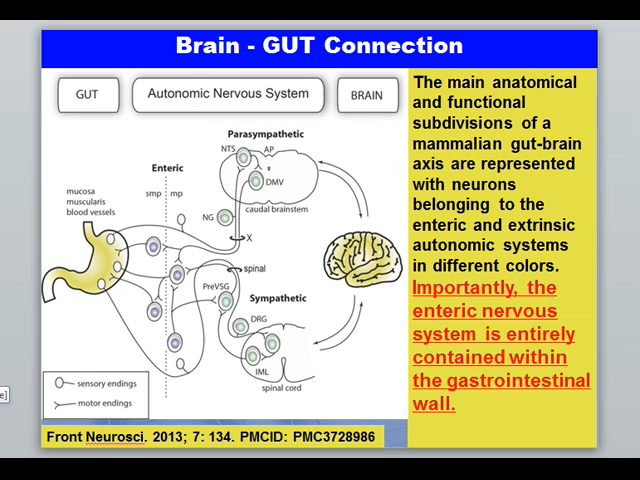 Brain - GUT Connection
GUT
Autonomic Nervous System
BRAIN
Parasympathetic
NTS
AP
DMV
caudal brainstem
Enteric
smp
mp
mucosa
muscularis
blood vessels
NG
X
spinal
PreVSG
Sympathetic
DRG
IML
spinal cord
sensory endings
motor endings
The main anatomical
and functional
subdivisions of a
mammalian gut-brain
axis are represented
with neurons
belonging to the
enteric and extrinsic
autonomic systems
in different colors.
Importantly, the
enteric nervous
system is entirely
contained within
the gastrointestinal
wall.
Front Neurosci. 2013; 7: 134. PMCID: PMC3728986
e]